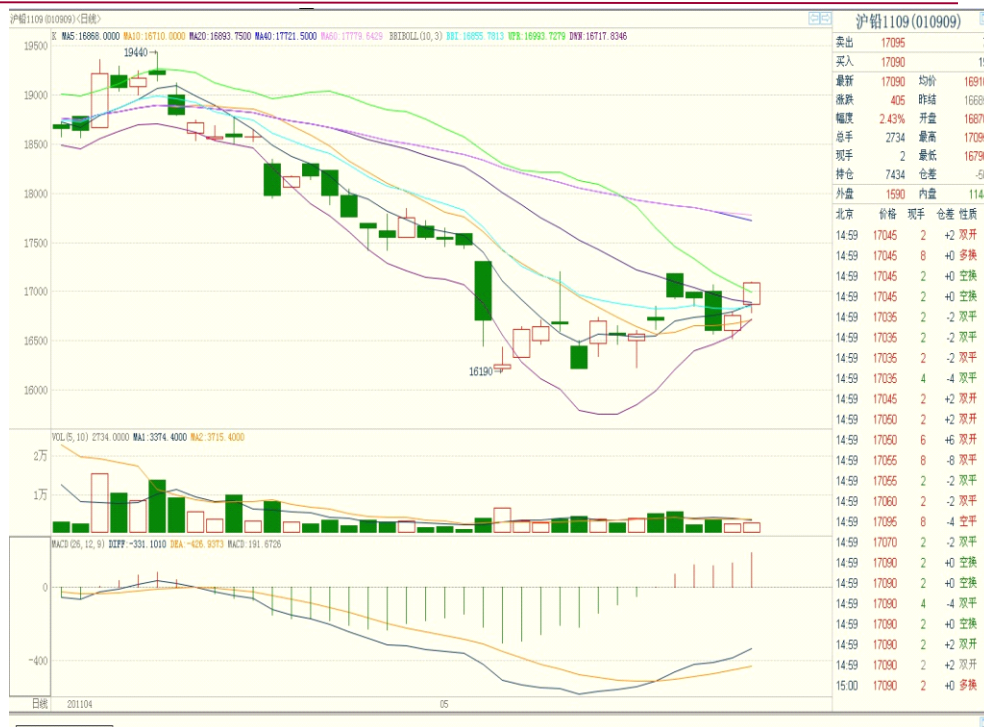 沪铅1109(010909)<日线>
K MA5:16868.0000 MA10:16710.0000 MA20:16893.7500 MA40:17721.5000 MA60:17779.6429 BBIBOLL(10,3) BBI:16855.7813 UPR:16993.7279 DWN:16717.8346
19500
19440
19000
18500
18000
17500
17000
16500
16190
16000
VOL(5,10) 2734.0000 MA1:3374.4000 MA2:3715.4000
2万
1万
MACD(26,12,9) DIFF:-331.1010 DEA:-426.9373 MACD:191.6726
0
-400
日线 201104 05
沪铅1109(010909)
卖出 17095
买入 17090
最新 17090 均价
涨跌 405 昨结
幅度 2.43% 开盘
总手 2734 最高
现手 2 最低
持仓 7434 仓差
外盘 1590 内盘
北京 价格 现手 仓差 性质
14:59 17045 2 +2 双开
14:59 17045 8 +0 多换
14:59 17045 2 +0 空换
14:59 17045 2 +0 空换
14:59 17035 2 -2 双平
14:59 17035 2 -2 双平
14:59 17035 2 -2 双平
14:59 17035 4 -4 双平
14:59 17045 2 +2 双开
14:59 17050 2 +2 双开
14:59 17050 6 +6 双开
14:59 17055 8 -8 双平
14:59 17055 2 -2 双平
14:59 17060 2 -2 双平
14:59 17095 8 -4 空平
14:59 17070 2 -2 双平
14:59 17090 2 +0 空换
14:59 17090 2 +0 空换
14:59 17090 4 -4 双平
14:59 17090 2 +0 空换
14:59 17090 2 +2 双开
14:59 17090 2 +2 双开
15:00 17090 2 +0 多换